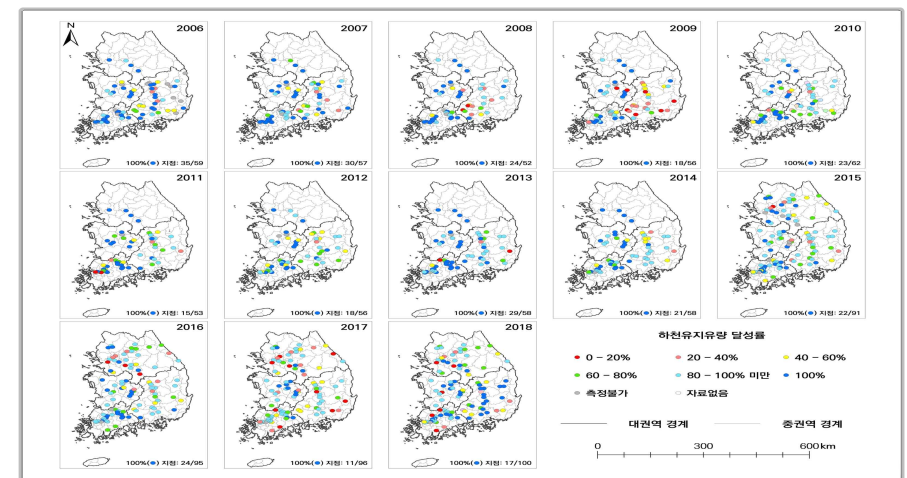 2006
2007
2008
2009
2010
N
100%(●) 지점: 35/59
100%(●) 지점: 30/57
100%(●) 지점: 24/52
100%(●) 지점: 18/56
100%(●) 지점: 23/62
2011
2012
2013
2014
2015
100%(●) 지점: 15/53
100%(●) 지점: 18/56
100%(●) 지점: 29/58
100%(●) 지점: 21/58
100%(●) 지점: 22/91
2016
2017
2018
100%(●) 지점: 24/95
100%(●) 지점: 11/96
100%(●) 지점: 17/100
하천유지유량 달성률
0 - 20%
20 - 40%
40 - 60%
60 - 80%
80 - 100% 미만
100%
측정불가
자료없음
대권역 경계
중권역 경계
0
300
600km